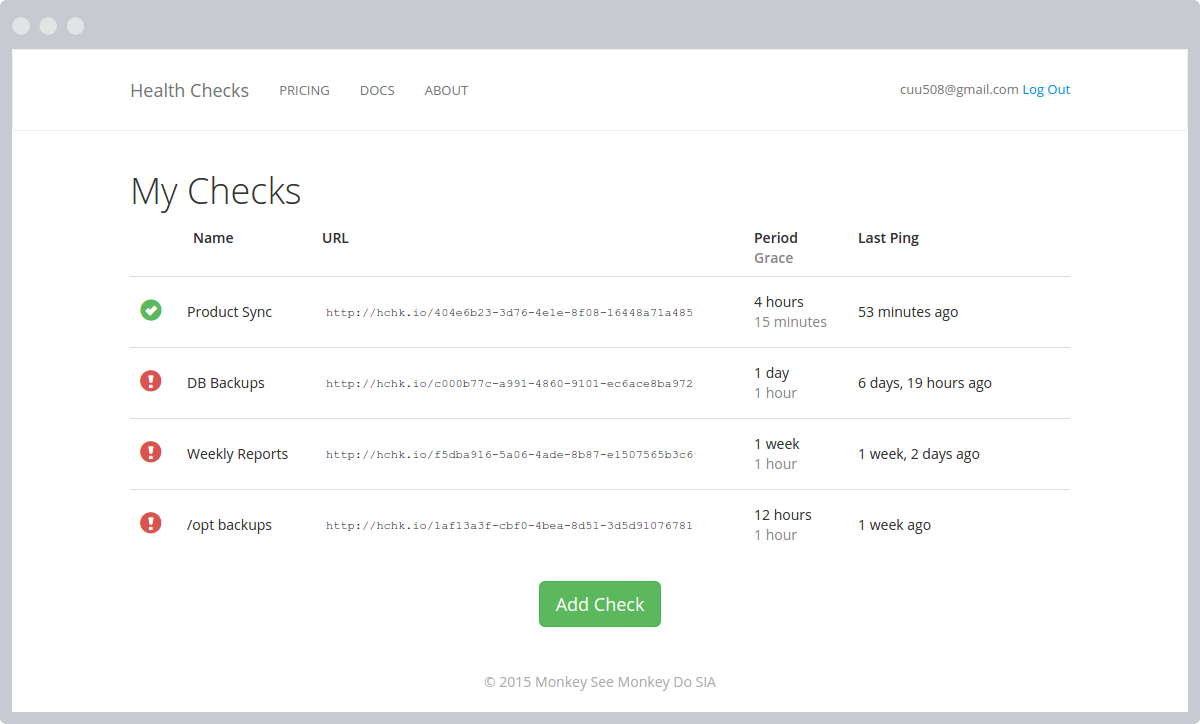 Health Checks PRICING DOCS ABOUT cuu508@gmail.com Log Out
My Checks
Name URL Period Last Ping
Grace
Product Sync http://hchk.io/404e6b23-3d76-4e1e-8f08-16448a71a485 4 hours 53 minutes ago
15 minutes
DB Backups http://hchk.io/c000b77c-a991-4860-9101-ec6ace8ba972 1 day 6 days, 19 hours ago
1 hour
Weekly Reports http://hchk.io/f5dba916-5a06-4ade-8b87-e1507565b3c6 1 week 1 week, 2 days ago
1 hour
/opt backups http://hchk.io/1af13a3f-cbf0-4bea-8d51-3d5d91076781 12 hours 1 week ago
1 hour
Add Check
© 2015 Monkey See Monkey Do SIA